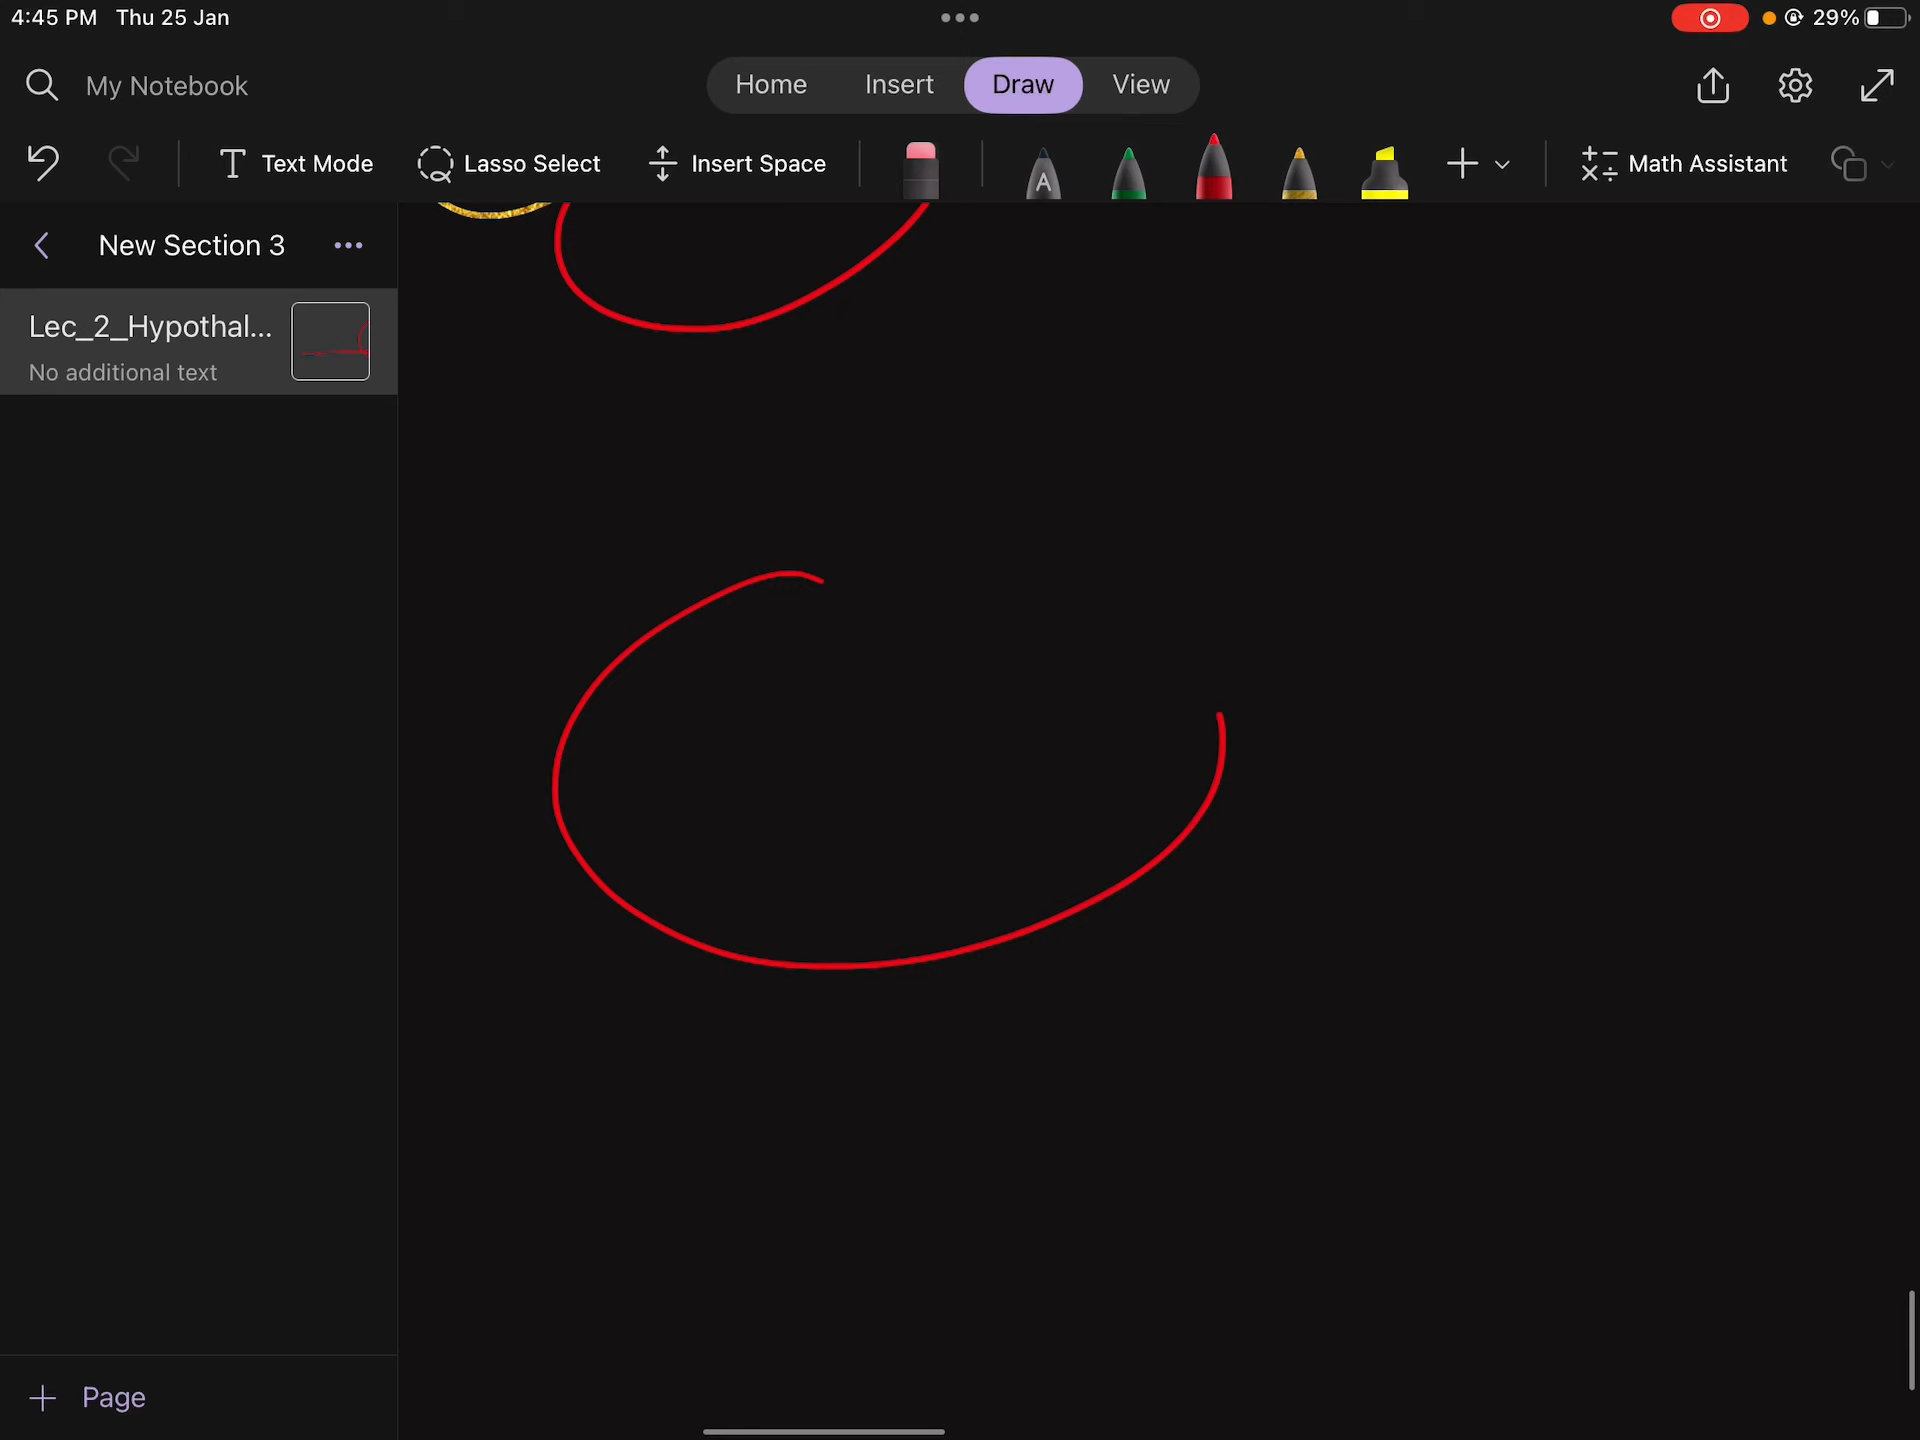 4:45 PM Thu 25 Jan
29%
My Notebook
Home Insert Draw View
Text Mode Lasso Select Insert Space A Math Assistant
New Section 3
Lec_2_Hypothal...
No additional text
Page